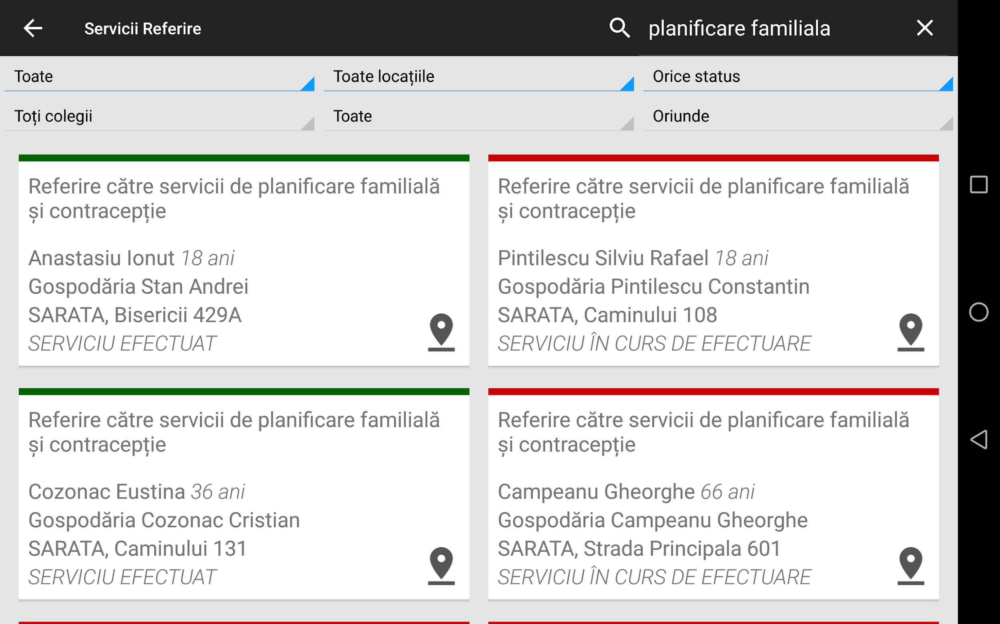 Servicii Referire
planificare familiala
Toate
Toate locațiile
Orice status
Toți colegii
Toate
Oriunde
Referire către servicii de planificare familială
și contracepție
Anastasiu Ionut 18 ani
Gospodăria Stan Andrei
SARATA, Bisericii 429A
SERVICIU EFECTUAT
Referire către servicii de planificare familială
și contracepție
Pintilescu Silviu Rafael 18 ani
Gospodăria Pintilescu Constantin
SARATA, Caminului 108
SERVICIU ÎN CURS DE EFECTUARE
Referire către servicii de planificare familială
și contracepție
Cozonac Eustina 36 ani
Gospodăria Cozonac Cristian
SARATA, Caminului 131
SERVICIU EFECTUAT
Referire către servicii de planificare familială
și contracepție
Campeanu Gheorghe 66 ani
Gospodăria Campeanu Gheorghe
SARATA, Strada Principala 601
SERVICIU ÎN CURS DE EFECTUARE